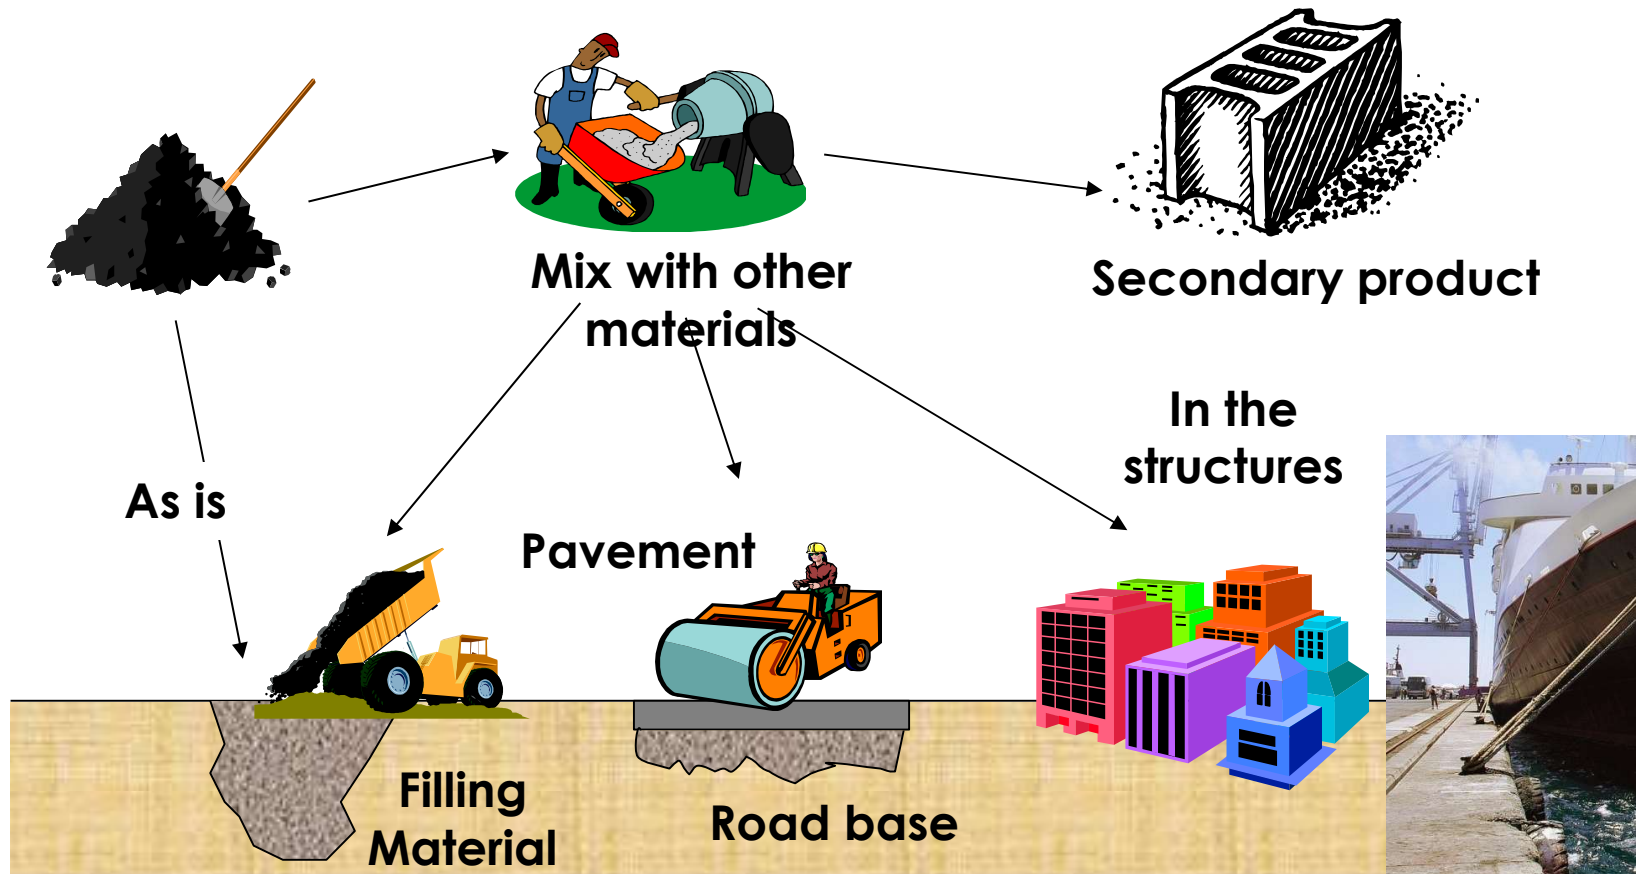 Mix with other
materials
Secondary product
In the
structures
As is
Pavement
Filling
Material
Road base